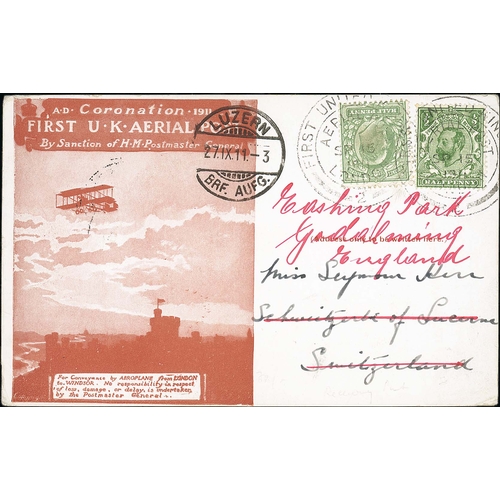 A·D· Coronation · 1911
FIRST U·K·AERIAL
By Sanction of H·M·Postmaster General
LUZERN
27.IX.11.-3
BRF. AUFG.
FIRST UNITED
AERIAL
HALFPENNY
HALFPENNY
Eashing Park
Godalming
England
Miss Seymour Kerr
Schweitzerhof Lucerne
Switzerland
For Conveyance by AEROPLANE from LONDON
to WINDSOR. No responsibility in respect
of loss, damage, or delay, is undertaken
by the Postmaster General.